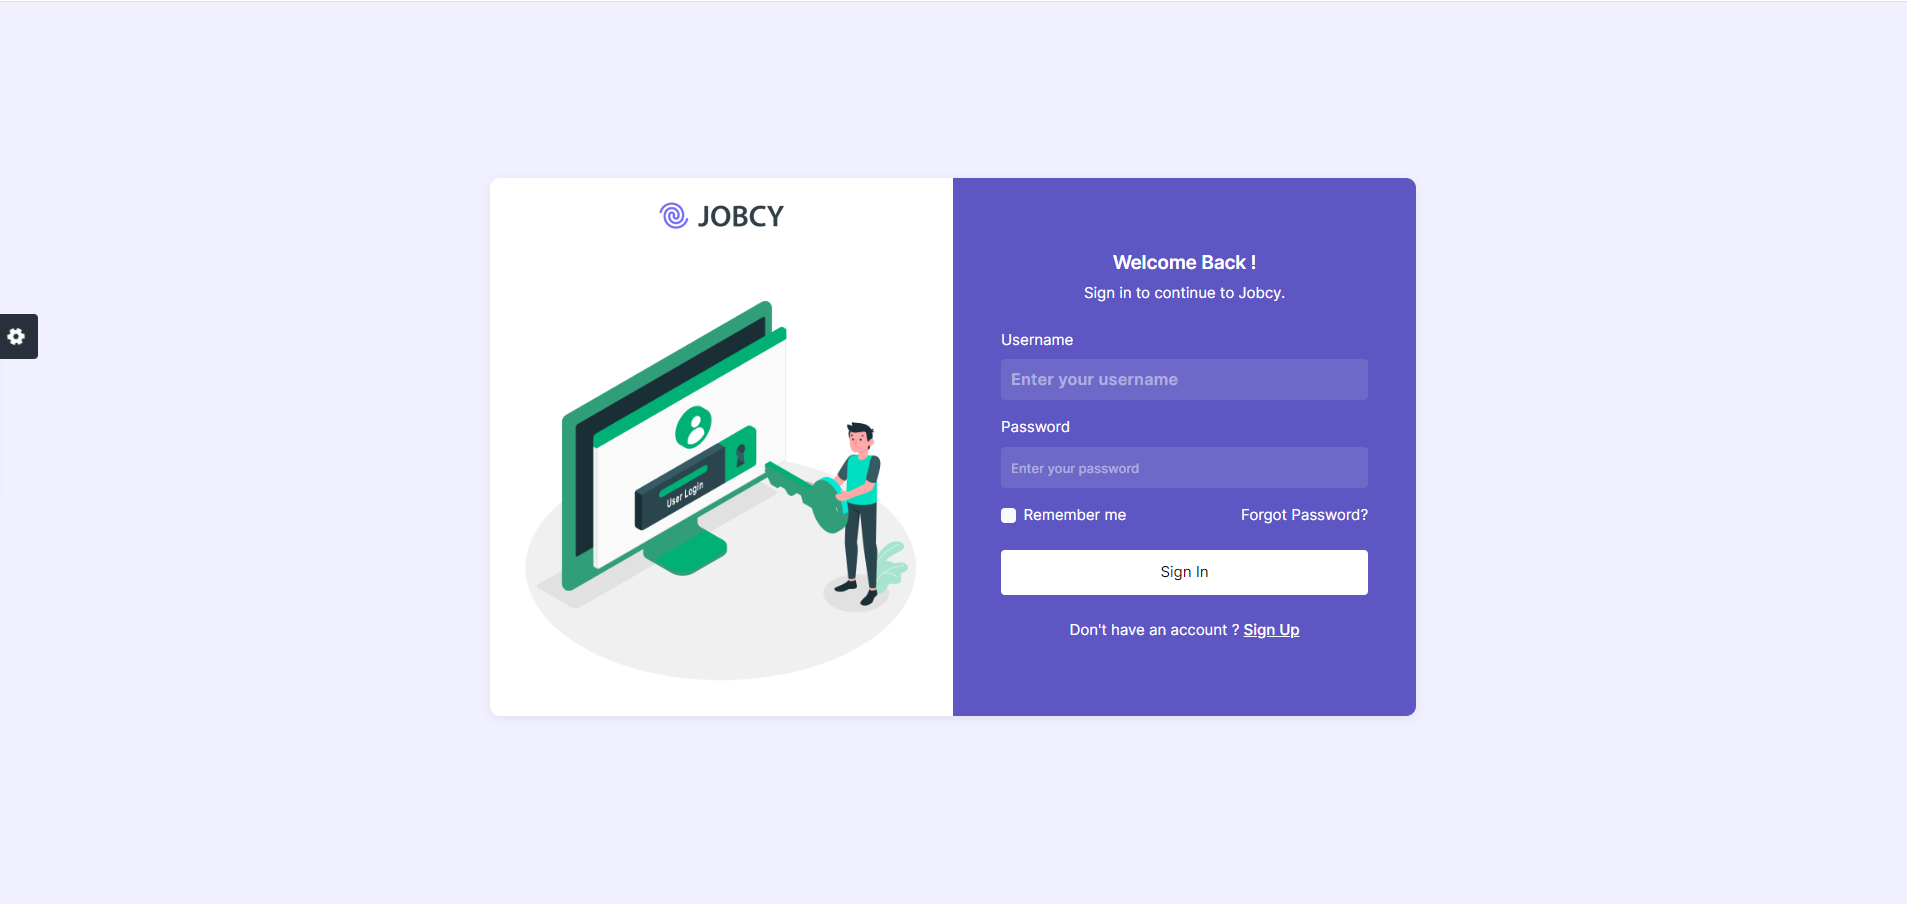 JOBCY
User Login
Welcome Back !
Sign in to continue to Jobcy.
Username
Enter your username
Password
Enter your password
Remember me
Forgot Password?
Sign In
Don't have an account ? Sign Up